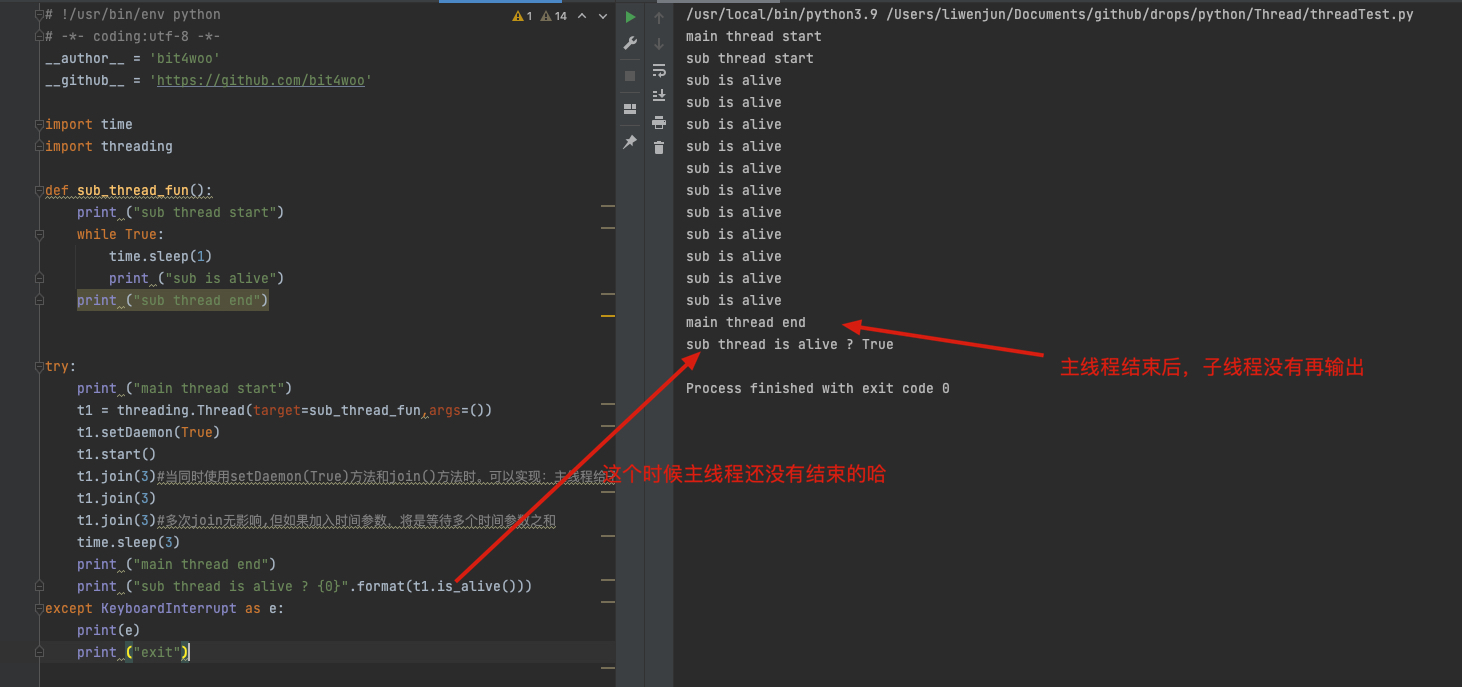 # !/usr/bin/env python
# -*- coding:utf-8 -*-
__author__ = 'bit4woo'
__github__ = 'https://github.com/bit4woo'
import time
import threading
def sub_thread_fun():
print ("sub thread start")
while True:
time.sleep(1)
print ("sub is alive")
print ("sub thread end")
try:
print ("main thread start")
t1 = threading.Thread(target=sub_thread_fun,args=())
t1.setDaemon(True)
t1.start()
t1.join(3)#当同时使用setDaemon(True)方法和join()方法时。可以实现：主线程给
t1.join(3)
t1.join(3)#多次join无影响,但如果加入时间参数，将是等待多个时间参数之和
time.sleep(3)
print ("main thread end")
print ("sub thread is alive ? {0}".format(t1.is_alive()))
except KeyboardInterrupt as e:
print(e)
print ("exit")
1 14
/usr/local/bin/python3.9 /Users/liwenjun/Documents/github/drops/python/Thread/threadTest.py
main thread start
sub thread start
sub is alive
sub is alive
sub is alive
sub is alive
sub is alive
sub is alive
sub is alive
sub is alive
sub is alive
sub is alive
sub is alive
main thread end
sub thread is alive ? True
Process finished with exit code 0
主线程结束后，子线程没有再输出
这个时候主线程还没有结束的哈